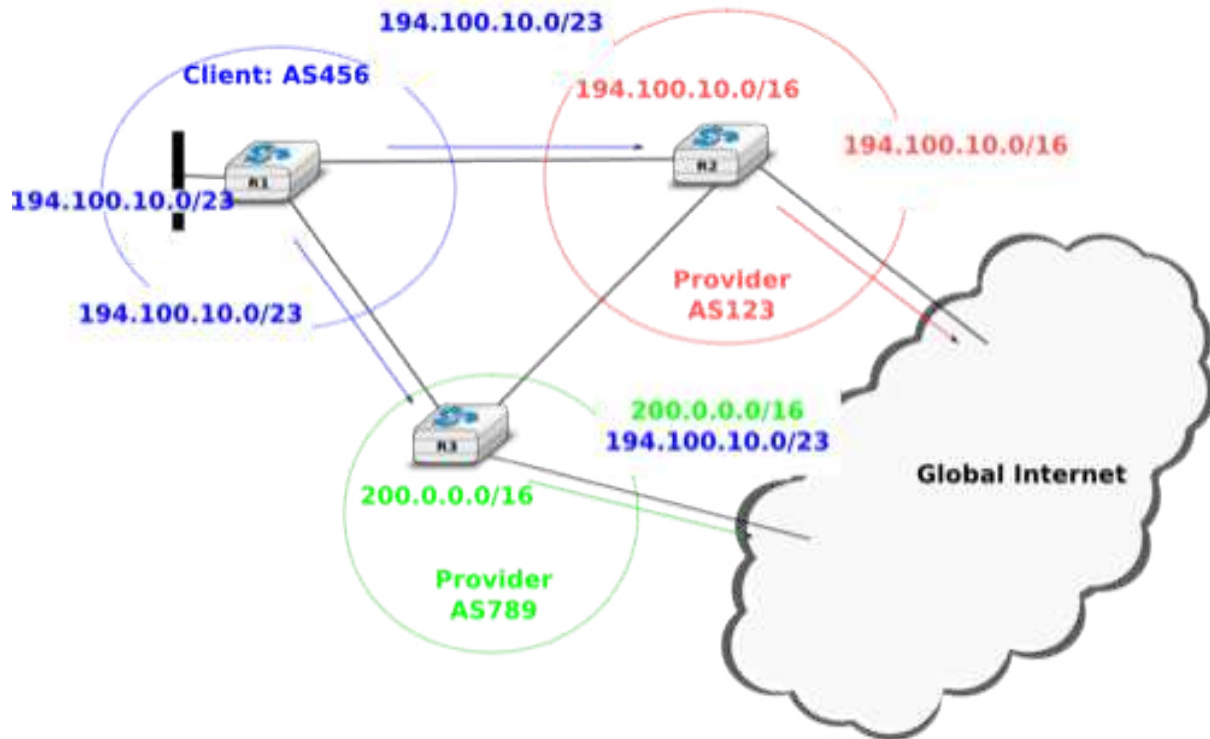 194.100.10.0/23
Client: AS456
194.100.10.0/16
194.100.10.0/16
R1
R2
194.100.10.0/23
Provider
AS123
194.100.10.0/23
200.0.0.0/16
194.100.10.0/23
R3
Global Internet
200.0.0.0/16
Provider
AS789